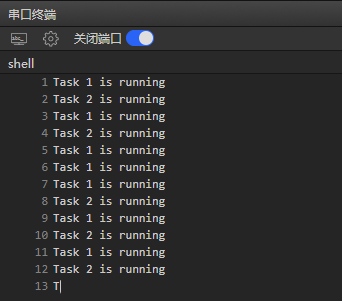 串口终端
关闭端口
shell
1 Task 1 is running
2 Task 2 is running
3 Task 1 is running
4 Task 2 is running
5 Task 1 is running
6 Task 1 is running
7 Task 1 is running
8 Task 2 is running
9 Task 1 is running
10 Task 2 is running
11 Task 1 is running
12 Task 2 is running
13 T